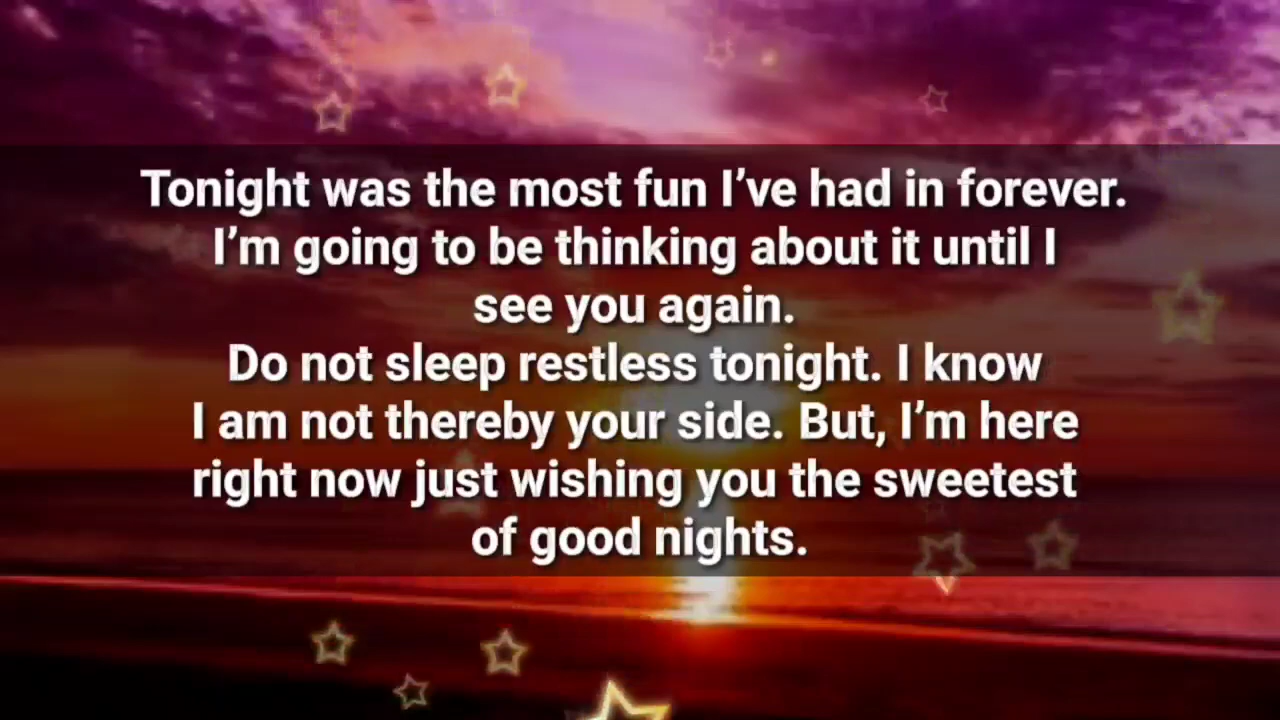 Tonight was the most fun I’ve had in forever.
I’m going to be thinking about it until I
see you again.
Do not sleep restless tonight. I know
I am not thereby your side. But, I’m here
right now just wishing you the sweetest
of good nights.